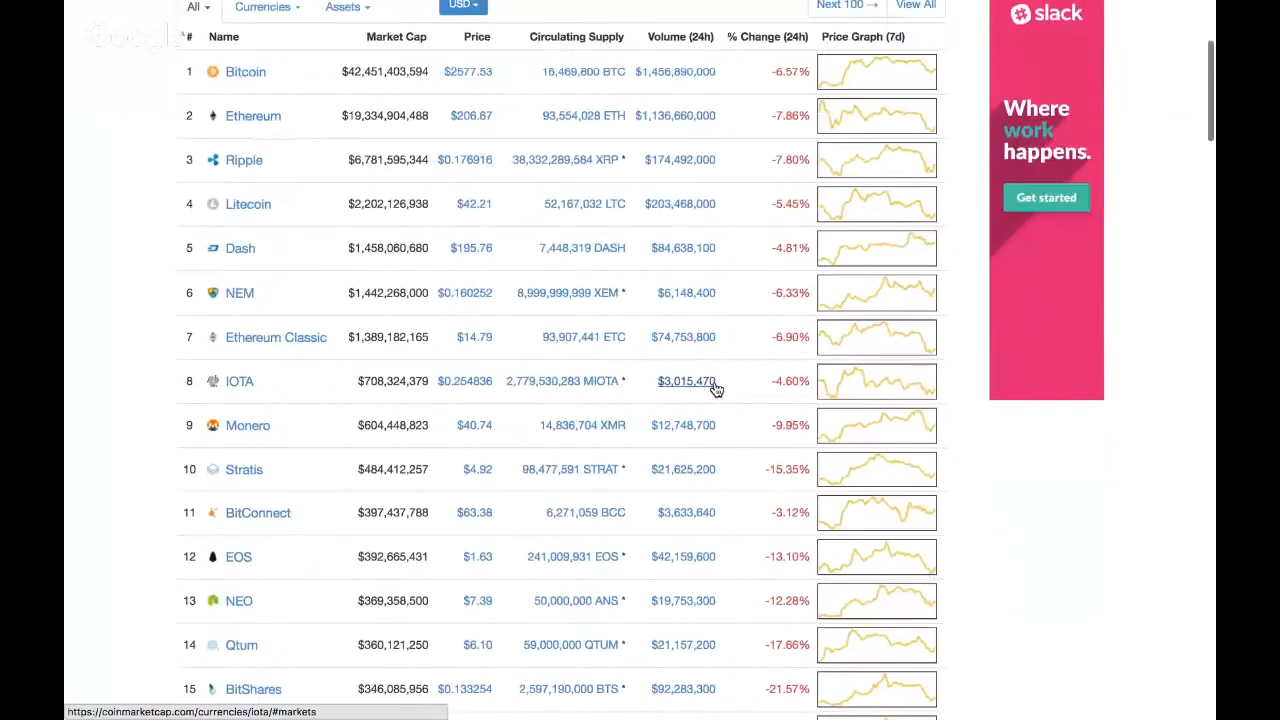 All Currencies Assets USD Next 100 → View All
# Name Market Cap Price Circulating Supply Volume (24h) % Change (24h) Price Graph (7d)
1 Bitcoin $42,451,403,594 $2577.53 16,469,800 BTC $1,456,890,000 -6.57%
2 Ethereum $19,334,904,488 $206.67 93,554,028 ETH $1,136,660,000 -7.86%
3 Ripple $6,781,595,344 $0.176916 38,332,289,584 XRP * $174,492,000 -7.80%
4 Litecoin $2,202,126,938 $42.21 52,167,032 LTC $203,468,000 -5.45%
5 Dash $1,458,060,680 $195.76 7,448,319 DASH $84,638,100 -4.81%
6 NEM $1,442,268,000 $0.160252 8,999,999,999 XEM * $6,148,400 -6.33%
7 Ethereum Classic $1,389,182,165 $14.79 93,907,441 ETC $74,753,800 -6.90%
8 IOTA $708,324,379 $0.254836 2,779,530,283 MIOTA * $3,015,470 -4.60%
9 Monero $604,448,823 $40.74 14,836,704 XMR $12,748,700 -9.95%
10 Stratis $484,412,257 $4.92 98,477,591 STRAT * $21,625,200 -15.35%
11 BitConnect $397,437,788 $63.38 6,271,059 BCC $3,633,640 -3.12%
12 EOS $392,665,431 $1.63 241,009,931 EOS * $42,159,600 -13.10%
13 NEO $369,358,500 $7.39 50,000,000 ANS * $19,753,300 -12.28%
14 Qtum $360,121,250 $6.10 59,000,000 QTUM * $21,157,200 -17.66%
15 BitShares $346,085,956 $0.133254 2,597,190,000 BTS * $92,283,300 -21.57%
https://coinmarketcap.com/currencies/iota/#markets
slack
Where
work
happens.
Get started
Google